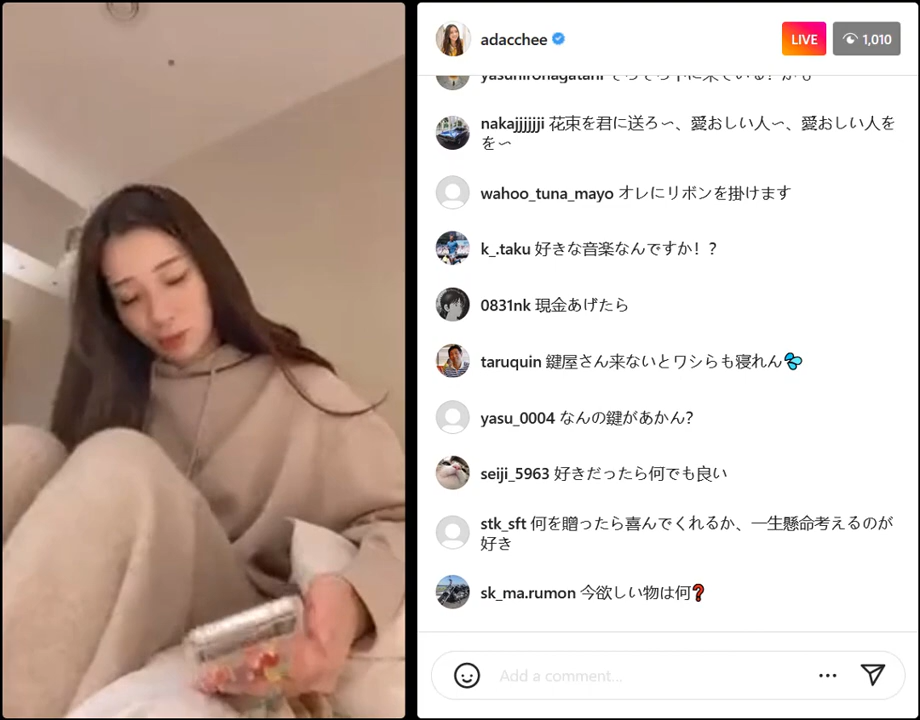 adacchee
LIVE
1,010
nakajjjjjji 花束を君に送ろ〜、愛おしい人〜、愛おしい人を
を〜
wahoo_tuna_mayo オレにリボンを掛けます
k_.taku 好きな音楽なんですか！？
0831nk 現金あげたら
taruquin 鍵屋さん来ないとワシらも寝れん💦
yasu_0004 なんの鍵があかん?
seiji_5963 好きだったら何でも良い
stk_sft 何を贈ったら喜んでくれるか、一生懸命考えるのが
好き
sk_ma.rumon 今欲しい物は何❓
Add a comment...